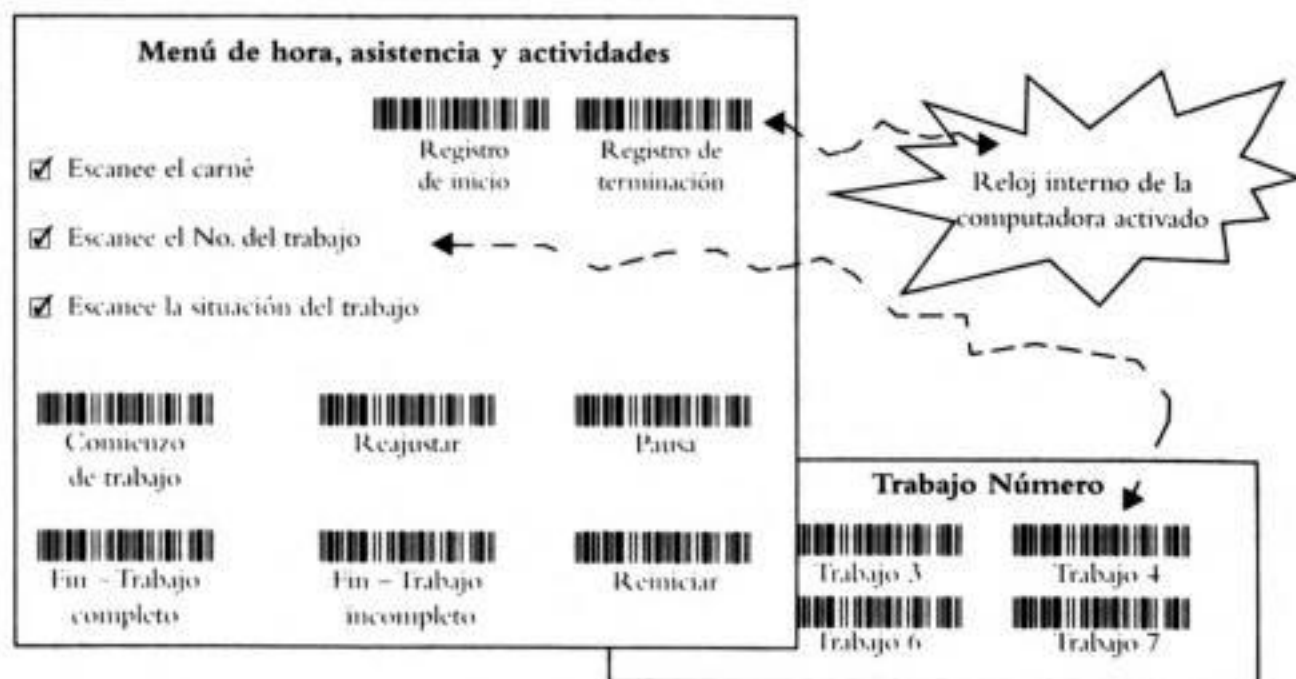 Menú de hora, asistencia y actividades
Registro
de inicio
Registro de
terminación
Escanee el carné
Escanee el No. del trabajo
Escanee la situación del trabajo
Reloj interno de la
computadora activado
Comienzo
de trabajo
Reajustar
Pausa
Fin – Trabajo
completo
Fin – Trabajo
incompleto
Reiniciar
Trabajo Número
Trabajo 3
Trabajo 4
Trabajo 6
Trabajo 7